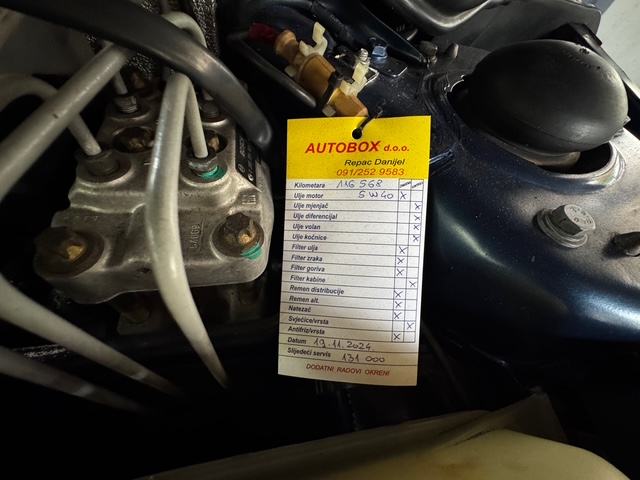 AUTOBOX d.o.o.
Repac Danijel
091/252 9583
Kilometara 116 568
Ulje motor 5W40 X
Ulje mjenjač X
Ulje diferencijal X
Ulje volan X
Ulje kočnice X
Filter ulja X
Filter zraka X
Filter goriva X
Filter kabine X
Remen distribucije X
Remen alt. X
Natezač X
Svjećice/vrsta X
Antifriz/vrsta X
Datum 19.11.2024.
Slijedeći servis 131 000
DODATNI RADOVI OKRENI